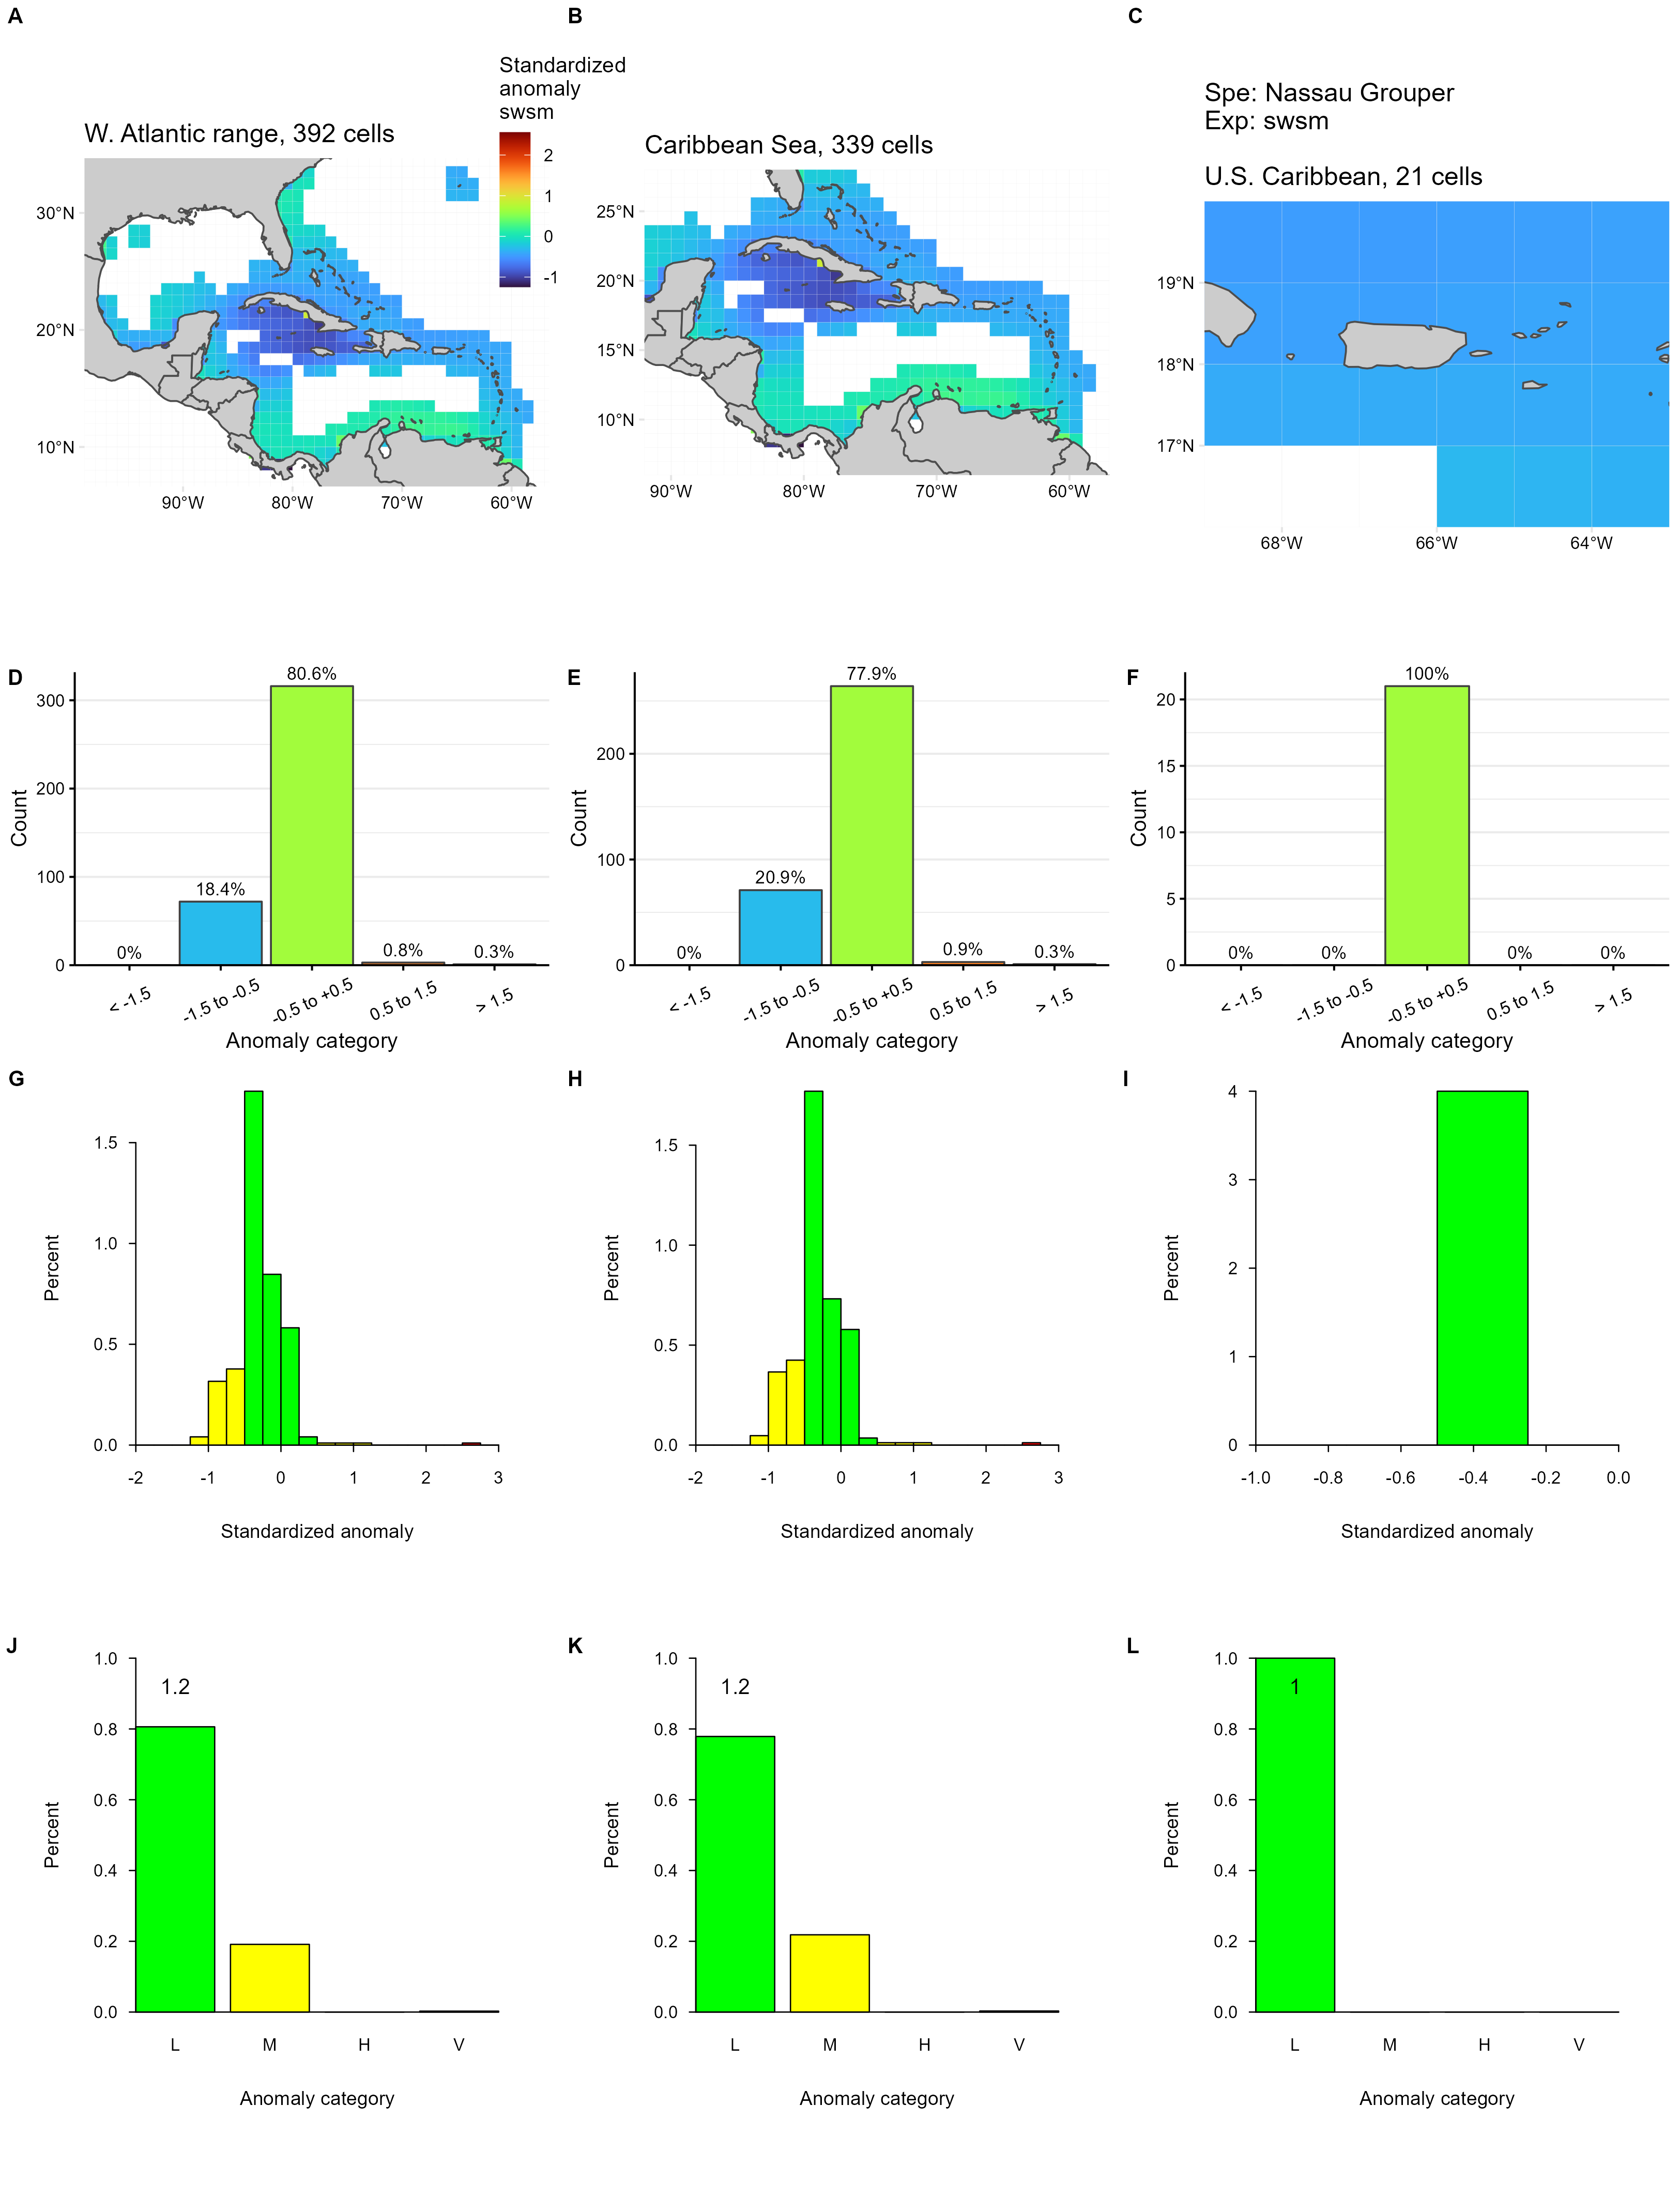 A
B
C
Standardized
anomaly
swsm
2
1
0
-1
W. Atlantic range, 392 cells
30°N
20°N
10°N
90°W 80°W 70°W 60°W
Caribbean Sea, 339 cells
25°N
20°N
15°N
10°N
90°W 80°W 70°W 60°W
Spe: Nassau Grouper
Exp: swsm
U.S. Caribbean, 21 cells
19°N
18°N
17°N
68°W 66°W 64°W
D
Count
300
200
100
0
0% 18.4% 80.6% 0.8% 0.3%
< -1.5 -1.5 to -0.5 -0.5 to +0.5 0.5 to 1.5 > 1.5
Anomaly category
E
Count
200
100
0
0% 20.9% 77.9% 0.9% 0.3%
< -1.5 -1.5 to -0.5 -0.5 to +0.5 0.5 to 1.5 > 1.5
Anomaly category
F
Count
20
15
10
5
0
0% 0% 100% 0% 0%
< -1.5 -1.5 to -0.5 -0.5 to +0.5 0.5 to 1.5 > 1.5
Anomaly category
G
Percent
1.5
1.0
0.5
0.0
-2 -1 0 1 2 3
Standardized anomaly
H
Percent
1.5
1.0
0.5
0.0
-2 -1 0 1 2 3
Standardized anomaly
I
Percent
4
3
2
1
0
-1.0 -0.8 -0.6 -0.4 -0.2 0.0
Standardized anomaly
J
Percent
1.0
0.8
0.6
0.4
0.2
0.0
1.2
L M H V
Anomaly category
K
Percent
1.0
0.8
0.6
0.4
0.2
0.0
1.2
L M H V
Anomaly category
L
Percent
1.0
0.8
0.6
0.4
0.2
0.0
1
L M H V
Anomaly category